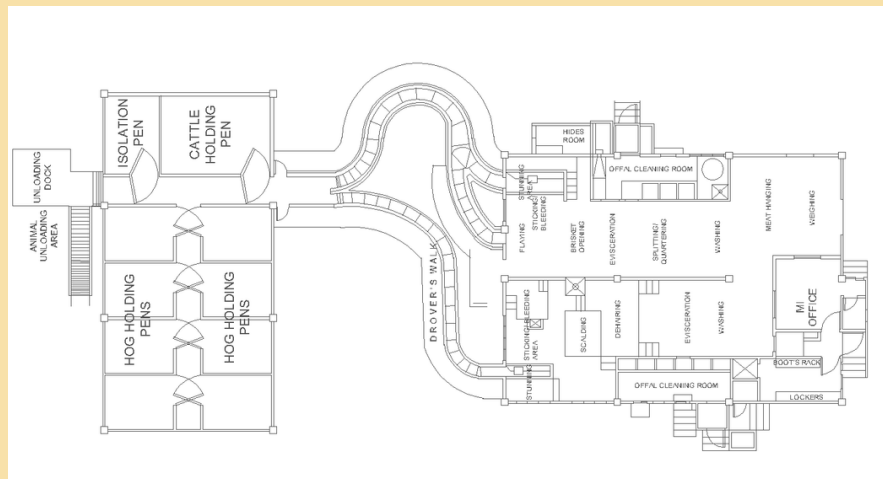 UNLOADING
DOCK
ANIMAL
UNLOADING
AREA
ISOLATION
PEN
CATTLE
HOLDING
PEN
HOG HOLDING
PENS
HOG HOLDING
PENS
DROVER'S WALK
HIDES
ROOM
STUNNING
AREA
OFFAL CLEANING ROOM
FLAYING
STICKING/
BLEEDING
BRISKET
OPENING
EVISCERATION
SPLITTING/
QUARTERING
WASHING
MEAT HANGING
WEIGHING
STICKING/ BLEEDING
AREA
STUNNING
SCALDING
DEHAIRING
EVISCERATION
WASHING
MI
OFFICE
BOOT'S RACK
OFFAL CLEANING ROOM
LOCKERS